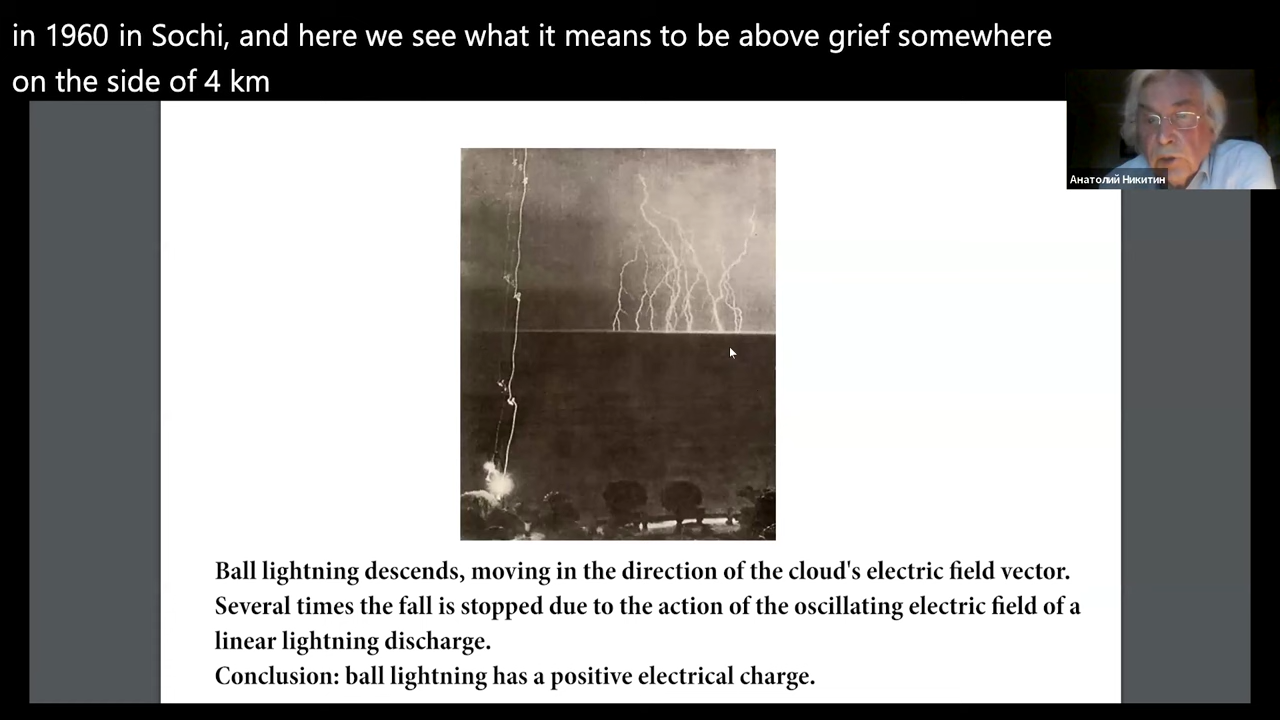 in 1960 in Sochi, and here we see what it means to be above grief somewhere
on the side of 4 km
Анатолий Никитин
Ball lightning descends, moving in the direction of the cloud's electric field vector.
Several times the fall is stopped due to the action of the oscillating electric field of a
linear lightning discharge.
Conclusion: ball lightning has a positive electrical charge.